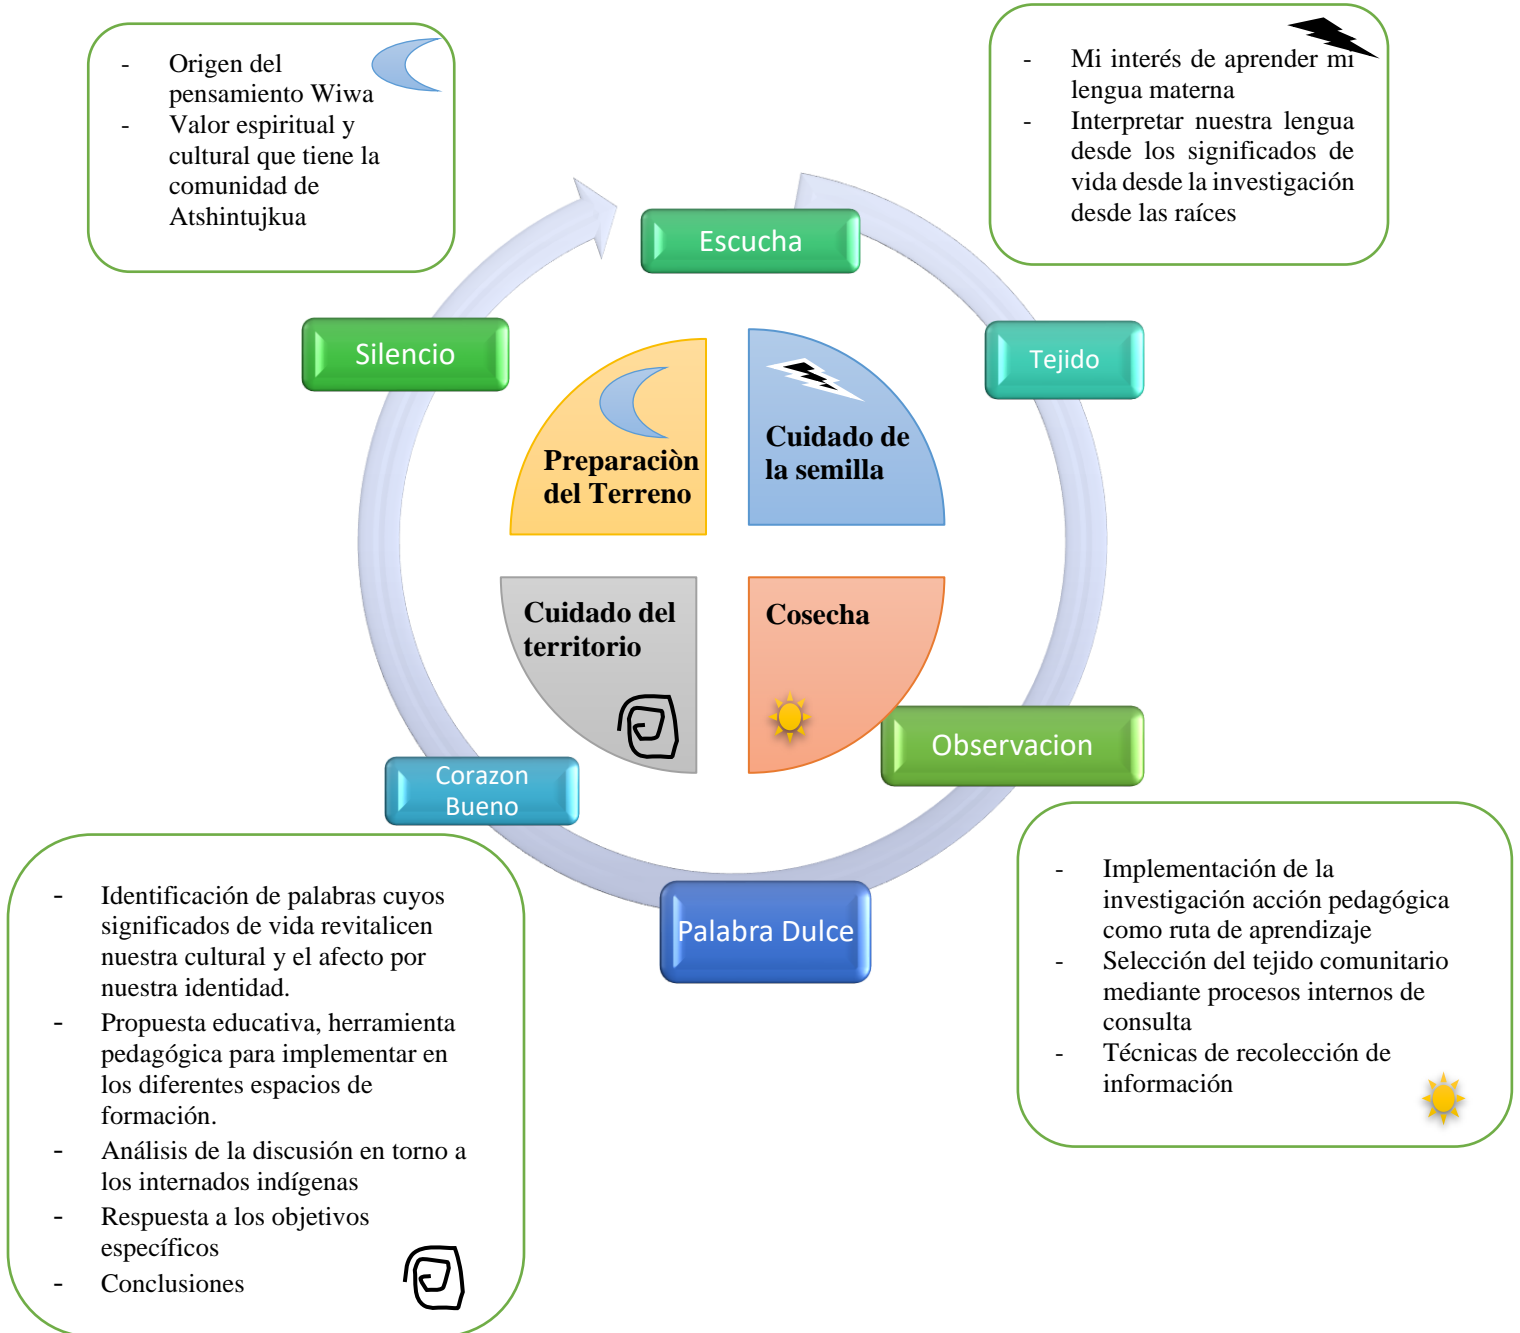 - Origen del
pensamiento Wiwa
- Valor espiritual y
cultural que tiene la
comunidad de
Atshintujkua
- Mi interés de aprender mi
lengua materna
- Interpretar nuestra lengua
desde los significados de
vida desde la investigación
desde las raíces
Escucha
Silencio
Tejido
Preparaciòn
del Terreno
Cuidado de
la semilla
Cuidado del
territorio
Cosecha
Observacion
Corazon
Bueno
Palabra Dulce
- Identificación de palabras cuyos
significados de vida revitalicen
nuestra cultural y el afecto por
nuestra identidad.
- Propuesta educativa, herramienta
pedagógica para implementar en
los diferentes espacios de
formación.
- Análisis de la discusión en torno a
los internados indígenas
- Respuesta a los objetivos
específicos
- Conclusiones
- Implementación de la
investigación acción pedagógica
como ruta de aprendizaje
- Selección del tejido comunitario
mediante procesos internos de
consulta
- Técnicas de recolección de
información